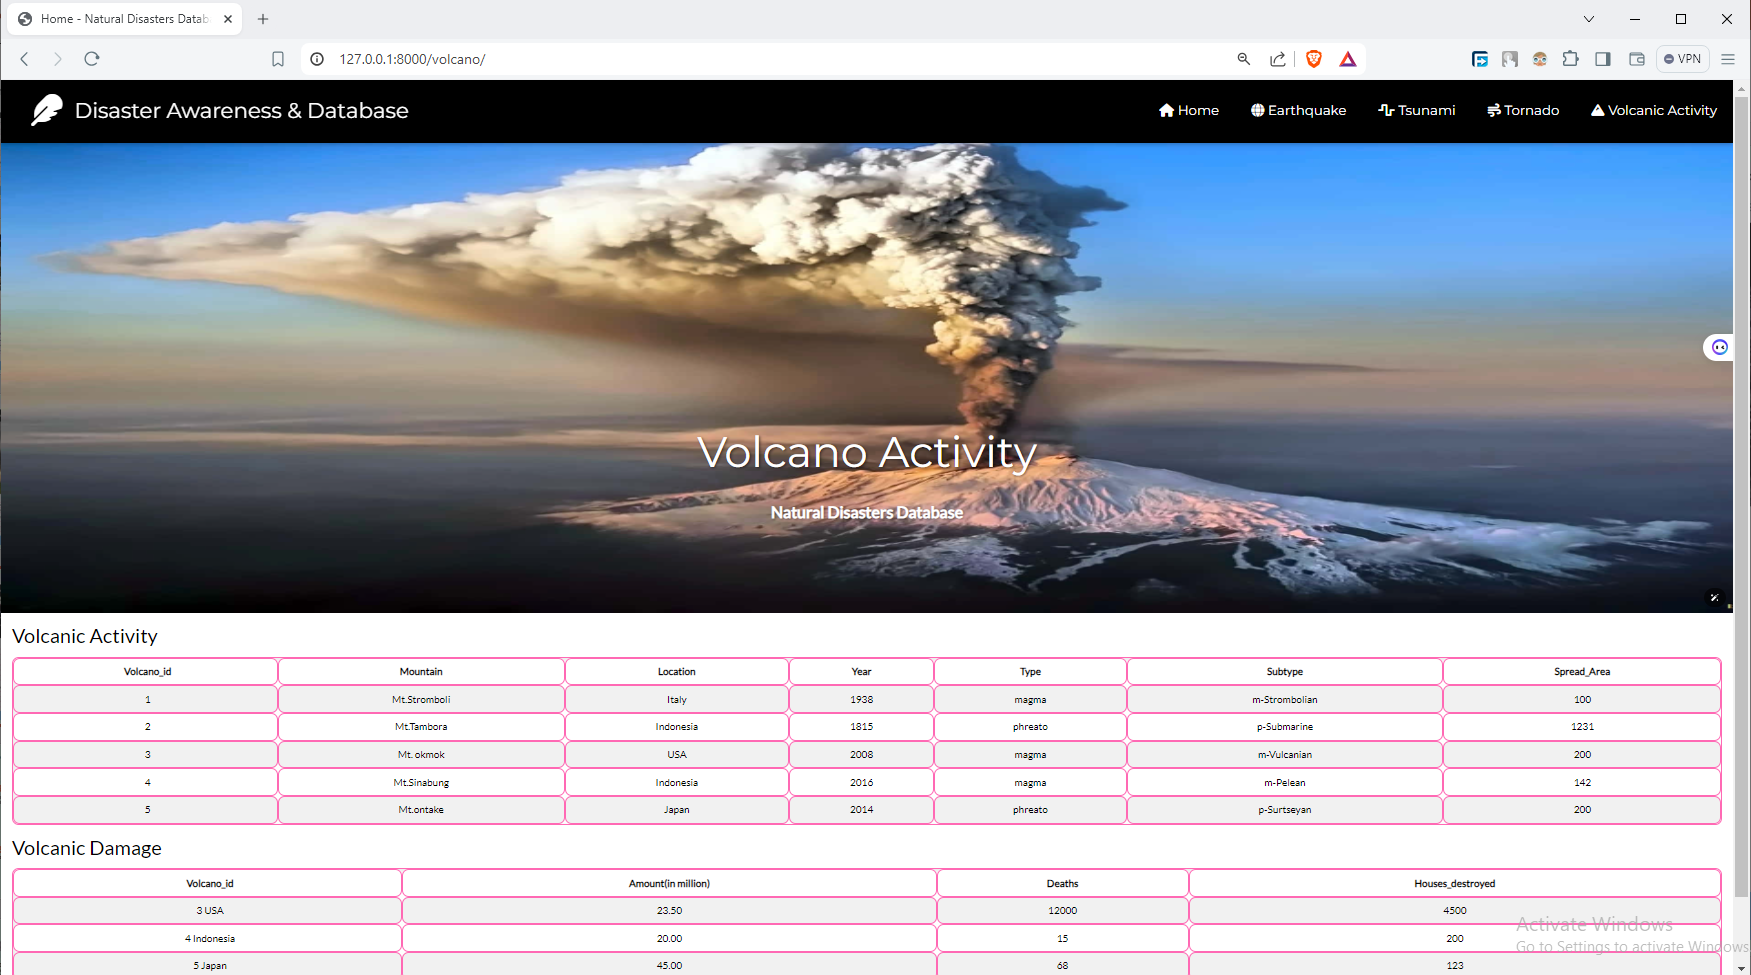 Home - Natural Disasters Datab
127.0.0.1:8000/volcano/
VPN
Disaster Awareness & Database
Home
Earthquake
Tsunami
Tornado
Volcanic Activity
Volcano Activity
Natural Disasters Database
Volcanic Activity
Volcano_id Mountain Location Year Type Subtype Spread_Area
1 Mt.Stromboli Italy 1938 magma m-Strombolian 100
2 Mt.Tambora Indonesia 1815 phreato p-Submarine 1231
3 Mt. okmok USA 2008 magma m-Vulcanian 200
4 Mt.Sinabung Indonesia 2016 magma m-Pelean 142
5 Mt.ontake Japan 2014 phreato p-Surtseyan 200
Volcanic Damage
Volcano_id Amount(in million) Deaths Houses_destroyed
3 USA 23.50 12000 4500
4 Indonesia 20.00 15 200
5 Japan 45.00 68 123
Activate Windows
Go to Settings to activate Windows